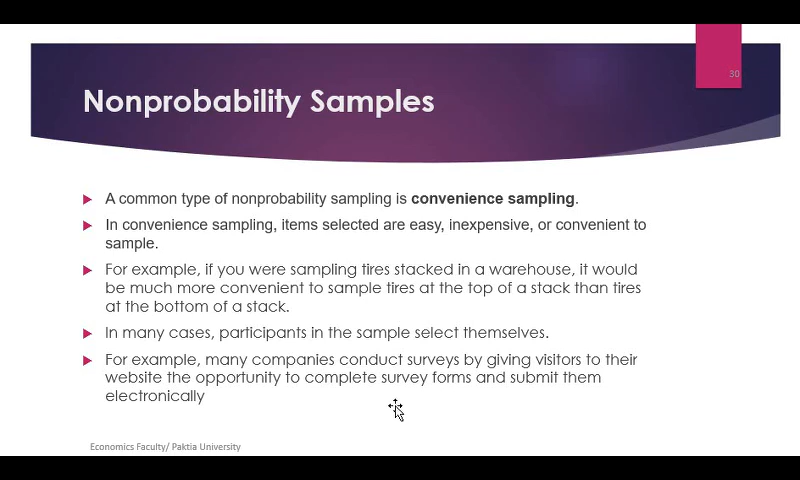 30
Nonprobability Samples
A common type of nonprobability sampling is convenience sampling.
In convenience sampling, items selected are easy, inexpensive, or convenient to
sample.
For example, if you were sampling tires stacked in a warehouse, it would
be much more convenient to sample tires at the top of a stack than tires
at the bottom of a stack.
In many cases, participants in the sample select themselves.
For example, many companies conduct surveys by giving visitors to their
website the opportunity to complete survey forms and submit them
electronically
Economics Faculty/ Paktia University